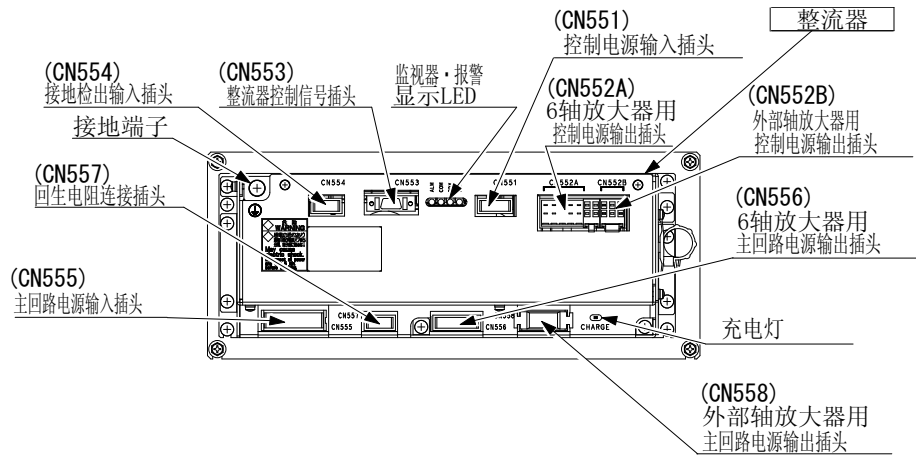 (CN551)
控制电源输入插头
整流器
(CN554)
接地检出输入插头
(CN553)
整流器控制信号插头
监视器・报警
显示LED
(CN552A)
6轴放大器用
控制电源输出插头
(CN552B)
外部轴放大器用
控制电源输出插头
接地端子
(CN557)
回生电阻连接插头
(CN556)
6轴放大器用
主回路电源输出插头
(CN555)
主回路电源输入插头
充电灯
(CN558)
外部轴放大器用
主回路电源输出插头
CN554
CN553
ALM
CN551
CN552A
CN552B
WARNING
CN555
CN556
CHARGE